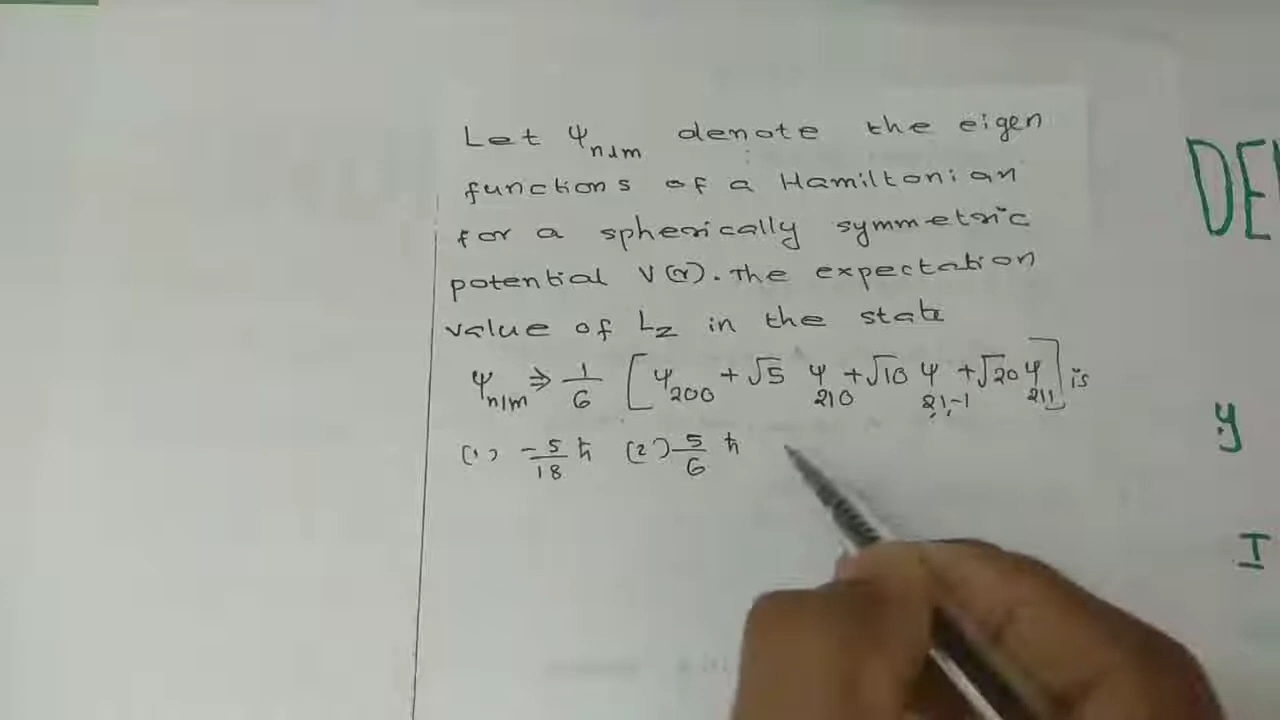 Let Ψnlm denote the eigen
functions of a Hamiltonian
for a spherically symmetric
potential V(r). The expectation
value of Lz in the state
Ψnlm ⇒ 1/6 [Ψ200 + √5 Ψ210 + √10 Ψ21,-1 + √20 Ψ211] is
(1) -5/18 ħ (2) 5/6 ħ
DE
y
I